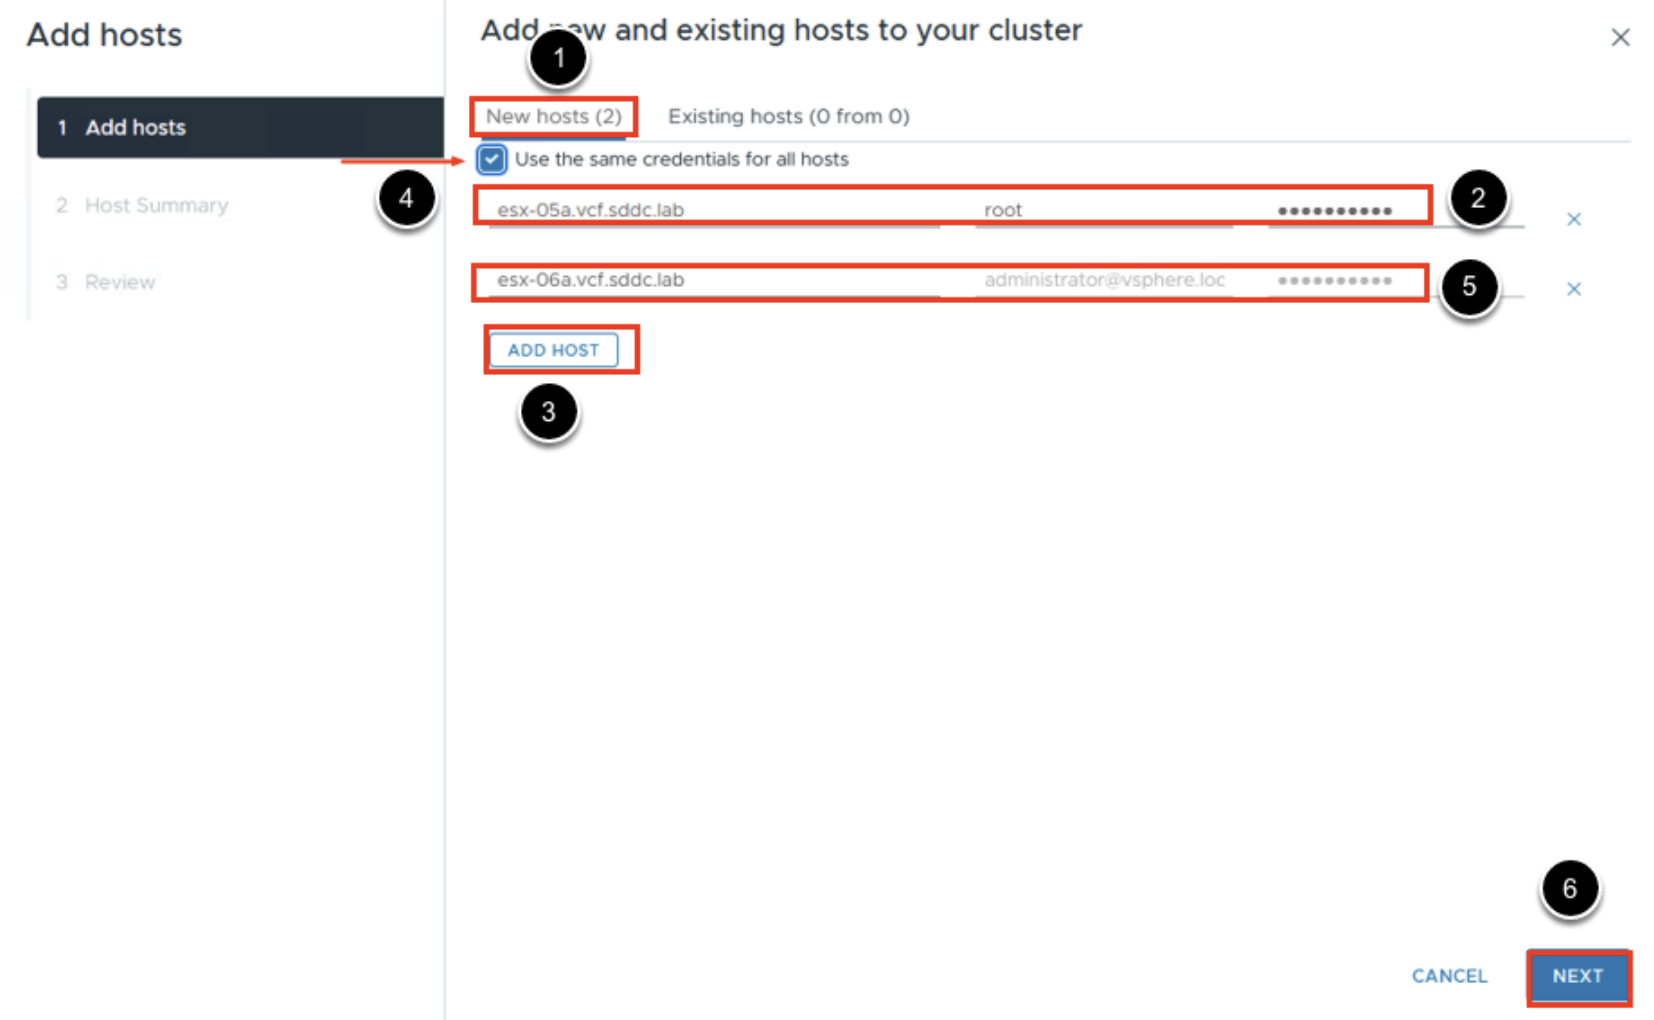 Add hosts
1 Add hosts
2 Host Summary
3 Review
Add new and existing hosts to your cluster
1
New hosts (2) Existing hosts (0 from 0)
Use the same credentials for all hosts
4
esx-05a.vcf.sddc.lab root ●●●●●●●●●●
2
esx-06a.vcf.sddc.lab administrator@vsphere.loc ●●●●●●●●●●
5
ADD HOST
3
6
CANCEL NEXT